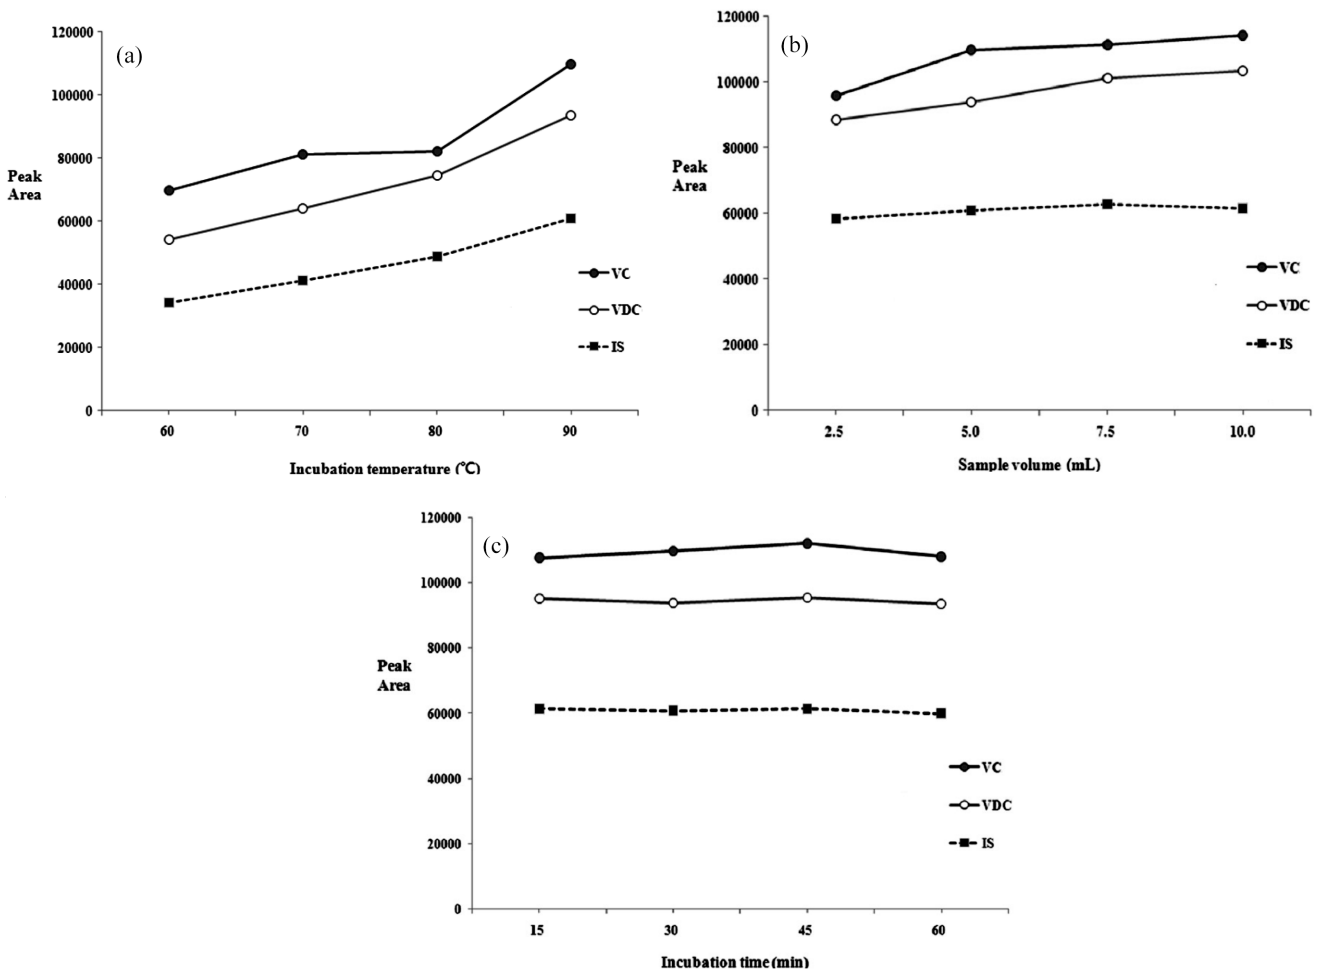 (a)
120000
100000
80000
60000
40000
20000
0
Peak
Area
60
70
80
90
Incubation temperature (℃)
VC
VDC
IS
(b)
120000
100000
80000
60000
40000
20000
0
Peak
Area
2.5
5.0
7.5
10.0
Sample volume (mL)
VC
VDC
IS
(c)
120000
100000
80000
60000
40000
20000
0
Peak
Area
15
30
45
60
Incubation time (min)
VC
VDC
IS